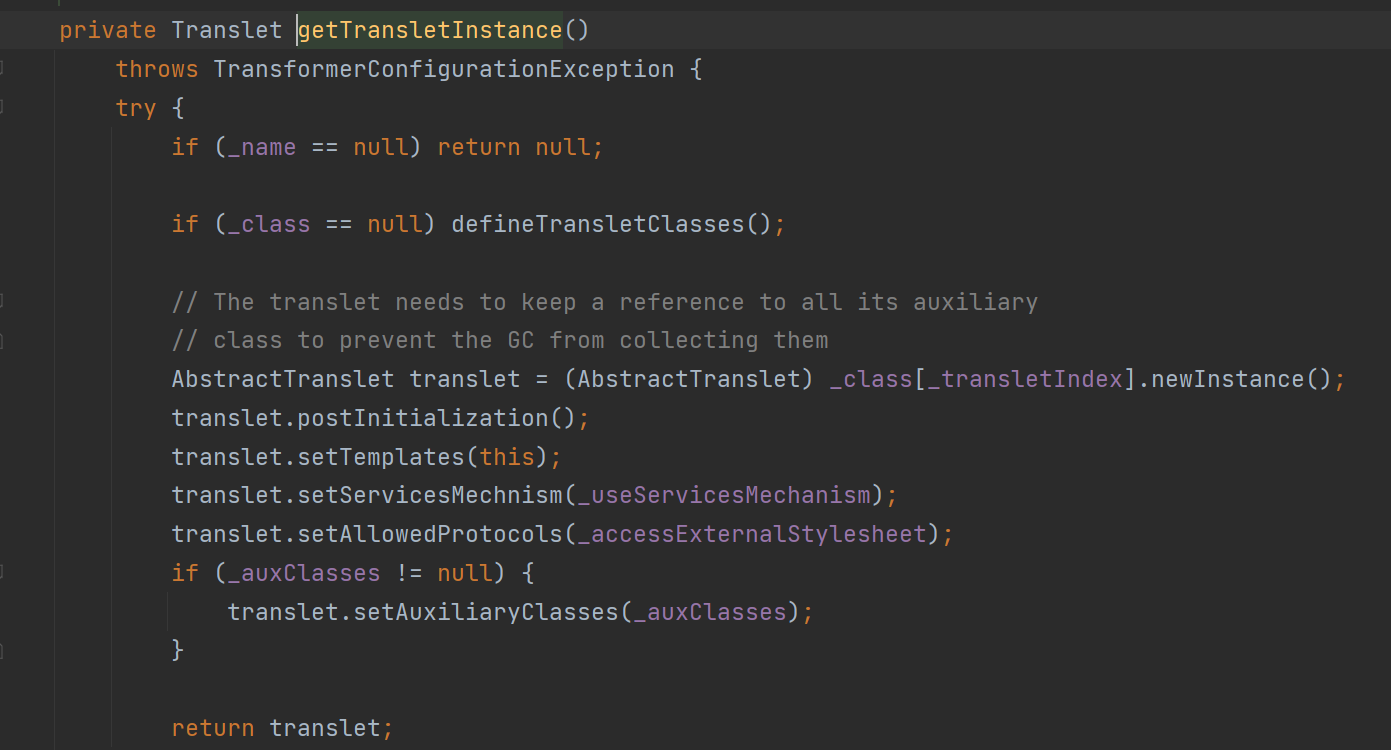 private Translet getTransletInstance()
throws TransformerConfigurationException {
try {
if (_name == null) return null;
if (_class == null) defineTransletClasses();
// The translet needs to keep a reference to all its auxiliary
// class to prevent the GC from collecting them
AbstractTranslet translet = (AbstractTranslet) _class[_transletIndex].newInstance();
translet.postInitialization();
translet.setTemplates(this);
translet.setServicesMechnism(_useServicesMechanism);
translet.setAllowedProtocols(_accessExternalStylesheet);
if (_auxClasses != null) {
translet.setAuxiliaryClasses(_auxClasses);
}
return translet;